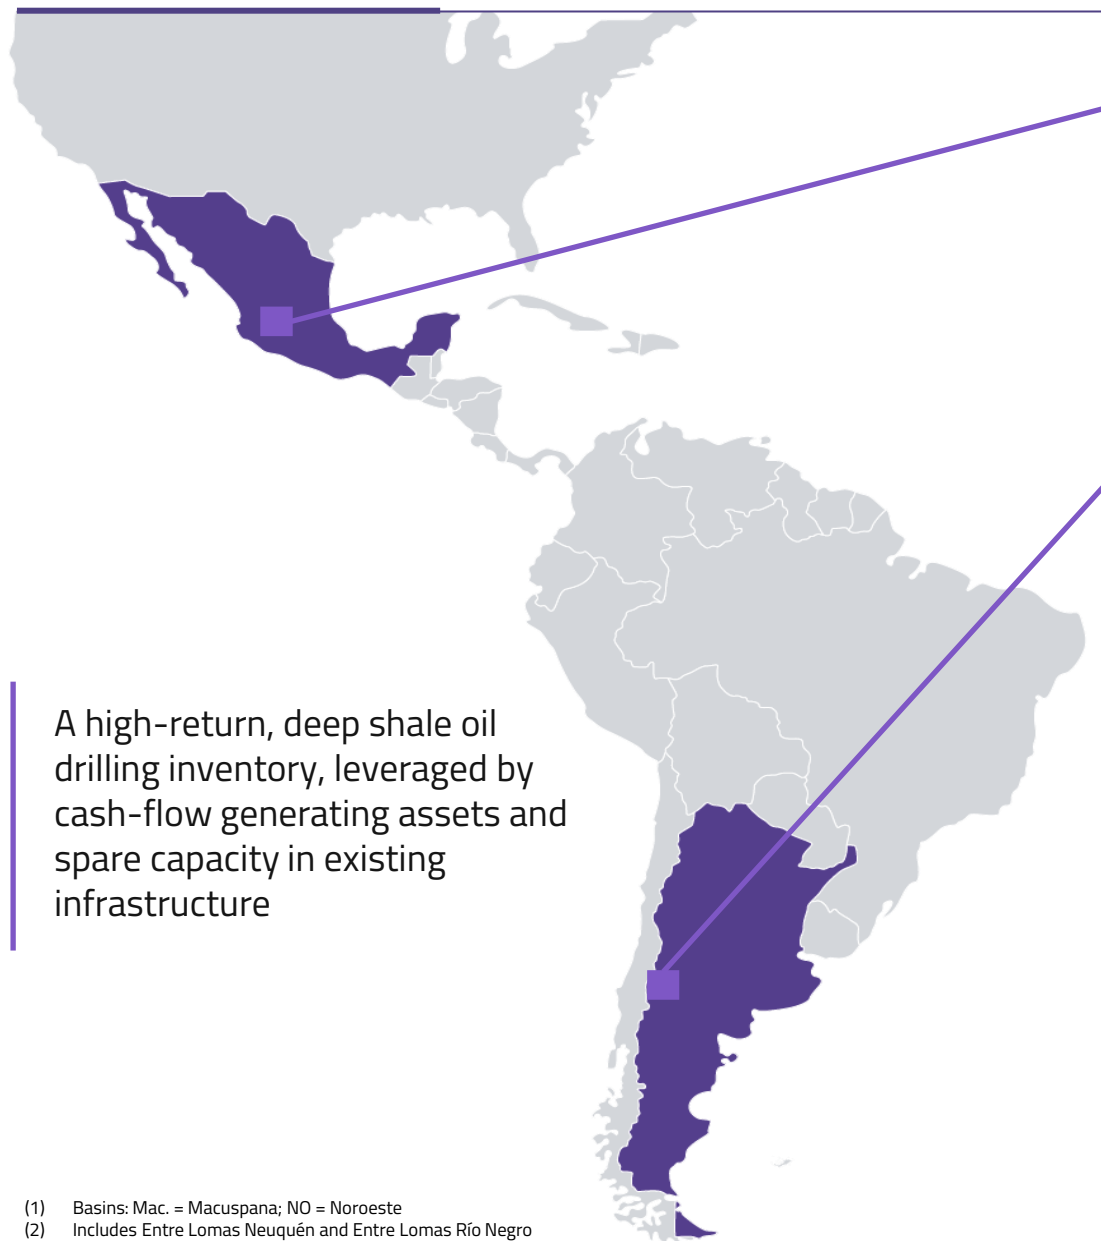 A high-return, deep shale oil
drilling inventory, leveraged by
cash-flow generating assets and
spare capacity in existing
infrastructure
(1) Basins: Mac. = Macuspana; NO = Noroeste
(2) Includes Entre Lomas Neuquén and Entre Lomas Río Negro